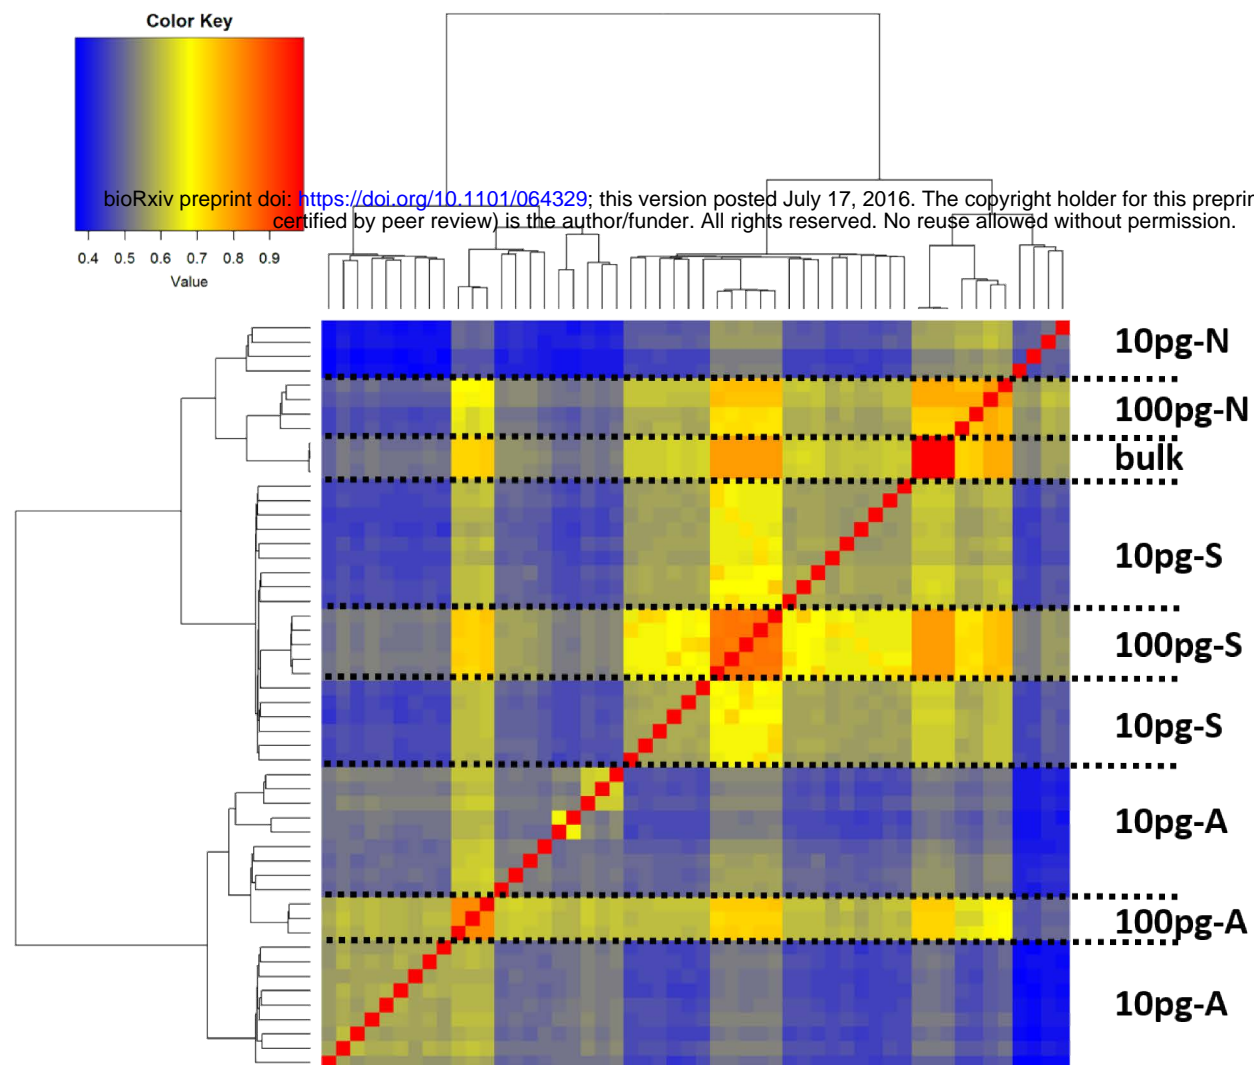 Color Key
bioRxiv preprint doi: https://doi.org/10.1101/064329; this version posted July 17, 2016. The copyright holder for this
certified by peer review) is the author/funder. All rights reserved. No reuse allowed without permission.
0.4 0.5 0.6 0.7 0.8 0.9
Value
10pg-N
100pg-N
bulk
10pg-S
100pg-S
10pg-S
10pg-A
100pg-A
10pg-A